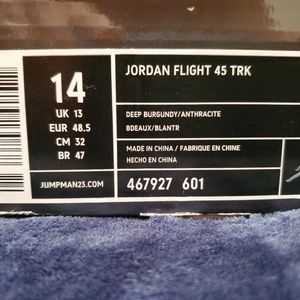 14
UK 13
EUR 48.5
CM 32
BR 47
JUMPMAN23.COM
JORDAN FLIGHT 45 TRK
DEEP BURGUNDY/ANTHRACITE
BDEAUX/BLANTR
MADE IN CHINA / FABRIQUE EN CHINE
HECHO EN CHINA
467927 601